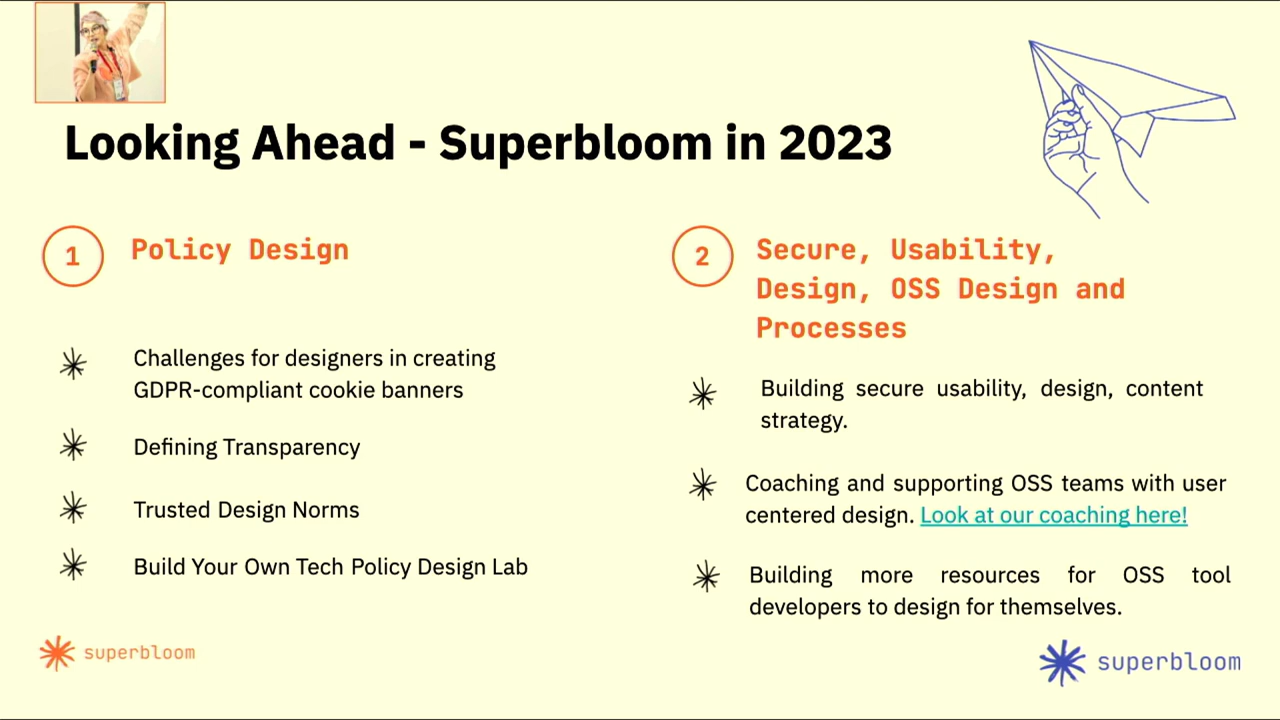 Looking Ahead - Superbloom in 2023
1
Policy Design
Challenges for designers in creating
GDPR-compliant cookie banners
Defining Transparency
Trusted Design Norms
Build Your Own Tech Policy Design Lab
2
Secure, Usability,
Design, OSS Design and
Processes
Building secure usability, design, content
strategy.
Coaching and supporting OSS teams with user
centered design. Look at our coaching here!
Building more resources for OSS tool
developers to design for themselves.
superbloom
superbloom